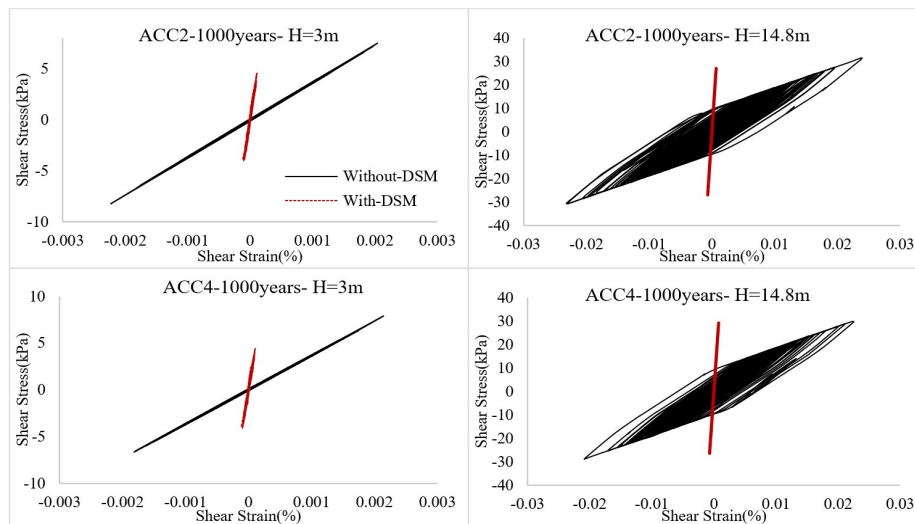 ACC2-1000years- H=3m
Shear Stress(kPa)
5
0
-5
-10
-0.003 -0.002 -0.001 0 0.001 0.002 0.003
Shear Strain(%)
Without-DSM
With-DSM
ACC2-1000years- H=14.8m
Shear Stress(kPa)
40
30
20
10
0
-10
-20
-30
-40
-0.03 -0.02 -0.01 0 0.01 0.02 0.03
Shear Strain(%)
ACC4-1000years- H=3m
Shear Stress(kPa)
10
5
0
-5
-10
-0.003 -0.002 -0.001 0 0.001 0.002 0.003
Shear Strain(%)
ACC4-1000years- H=14.8m
Shear Stress(kPa)
40
30
20
10
0
-10
-20
-30
-40
-0.03 -0.02 -0.01 0 0.01 0.02 0.03
Shear Strain(%)